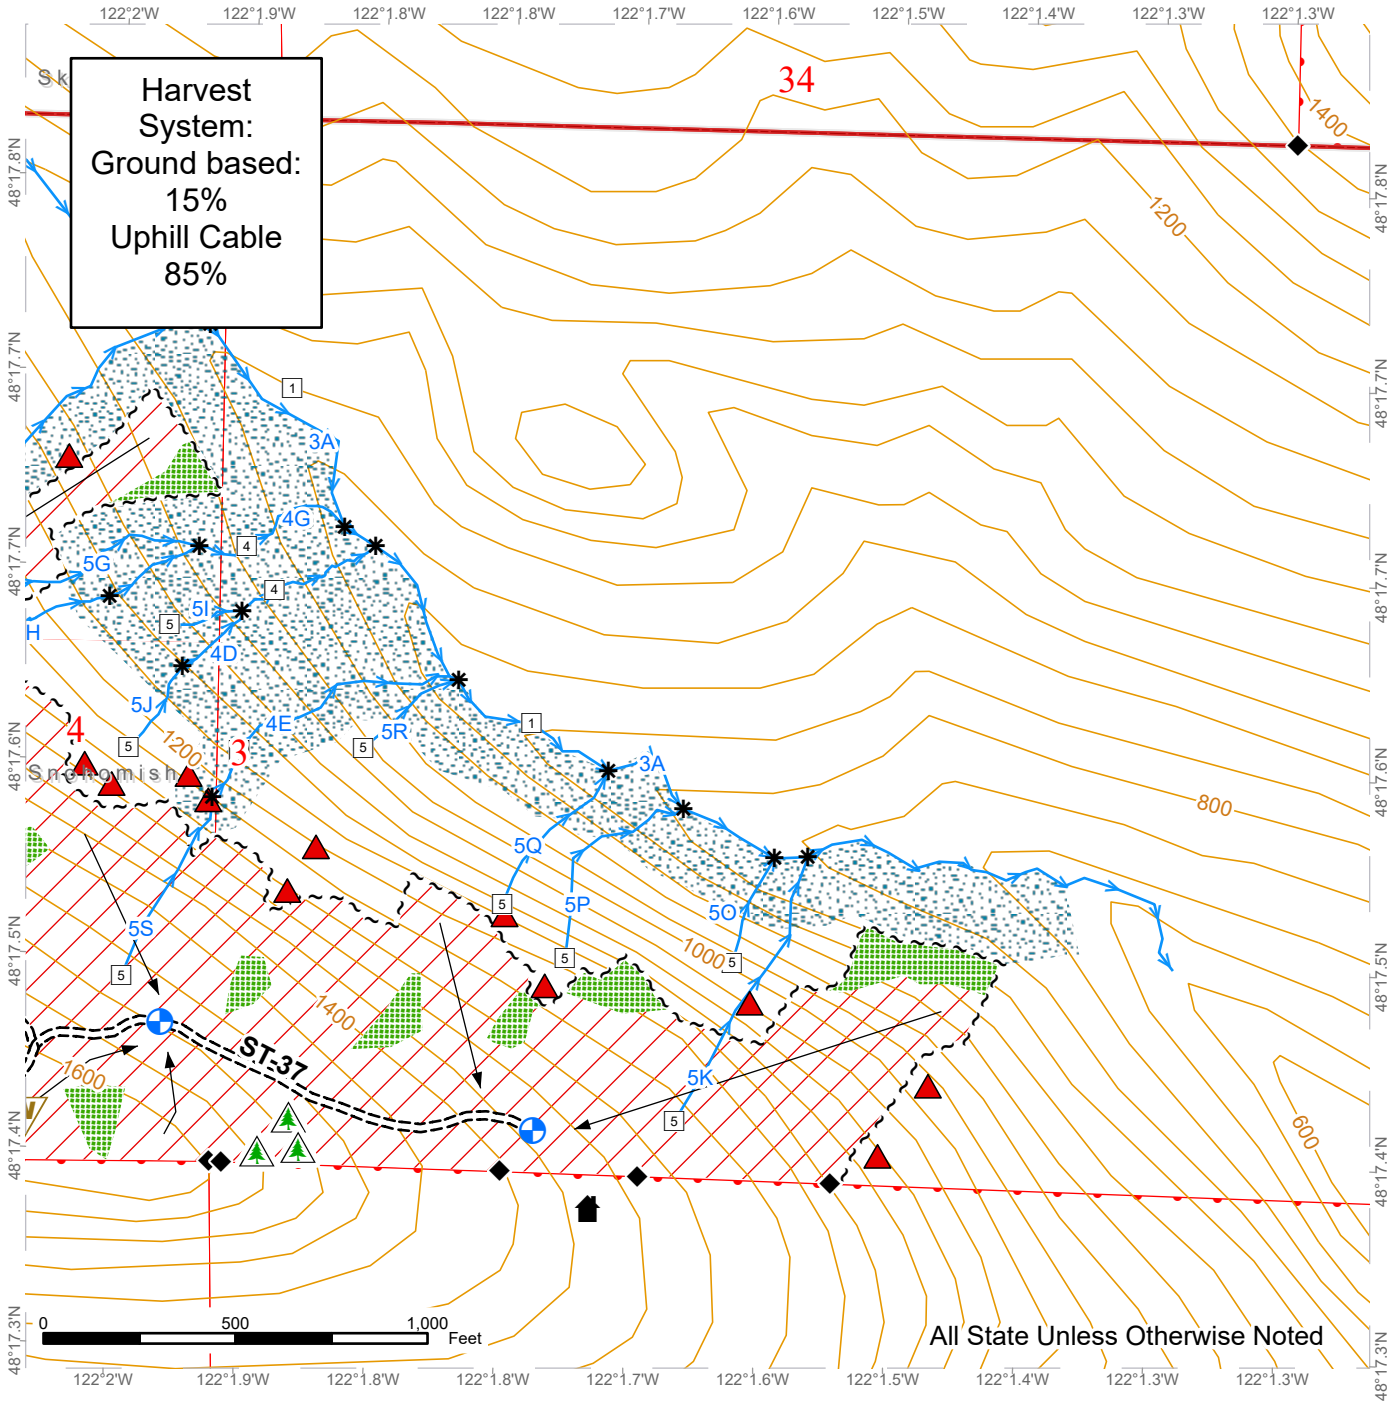 122°2'W 122°1.9'W 122°1.8'W 122°1.8'W 122°1.7'W 122°1.6'W 122°1.5'W 122°1.4'W 122°1.3'W 122°1.3'W
34
Sk
1400
Harvest
System:
Ground based:
15%
Uphill Cable
85%
48°17.8'N
48°17.8'N
1200
48°17.7'N
48°17.7'N
1
3A
4G
4
5G
48°17.7'N
48°17.7'N
4
5I
5
H
4D
5J
4E
5R
1
4
5
5
1200
3
48°17.6'N
48°17.6'N
Snohomish
3A
800
5Q
5
5P
5O
5S
1000
5
5
5
48°17.5'N
48°17.5'N
1400
ST-37
1600
5K
5
600
48°17.4'N
48°17.4'N
0 500 1,000
Feet
All State Unless Otherwise Noted
48°17.3'N
48°17.3'N
122°2'W 122°1.9'W 122°1.8'W 122°1.8'W 122°1.7'W 122°1.6'W 122°1.5'W 122°1.4'W 122°1.3'W 122°1.3'W